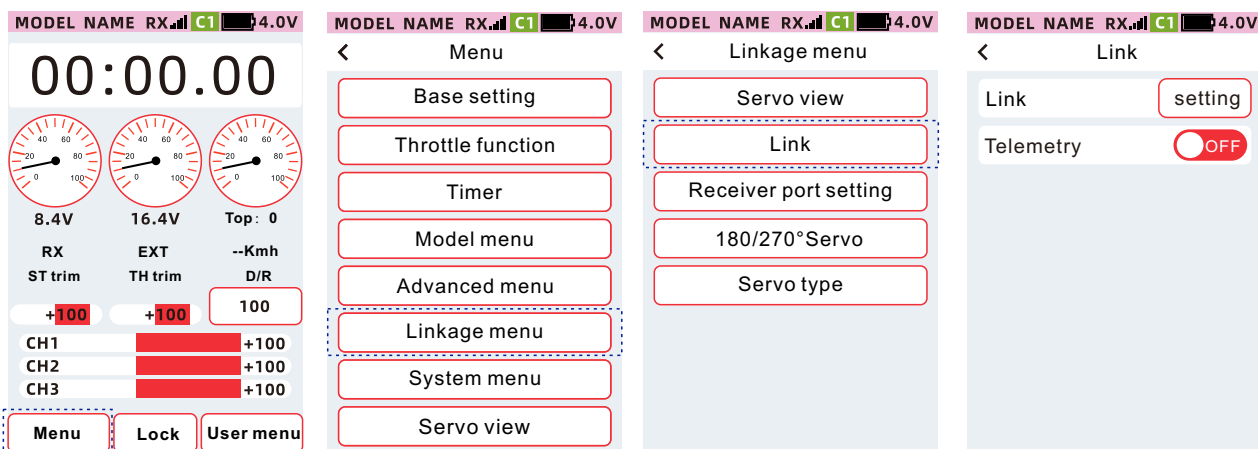 MODEL NAME RX C1 4.0V
00:00.00
40 60
20 80
0 100
40 60
20 80
0 100
40 60
20 80
0 100
8.4V 16.4V Top: 0
RX EXT --Kmh
ST trim TH trim D/R
+100 +100 100
CH1 +100
CH2 +100
CH3 +100
Menu Lock User menu
MODEL NAME RX C1 4.0V
< Menu
Base setting
Throttle function
Timer
Model menu
Advanced menu
Linkage menu
System menu
Servo view
MODEL NAME RX C1 4.0V
< Linkage menu
Servo view
Link
Receiver port setting
180/270°Servo
Servo type
MODEL NAME RX C1 4.0V
< Link
Link setting
Telemetry OFF